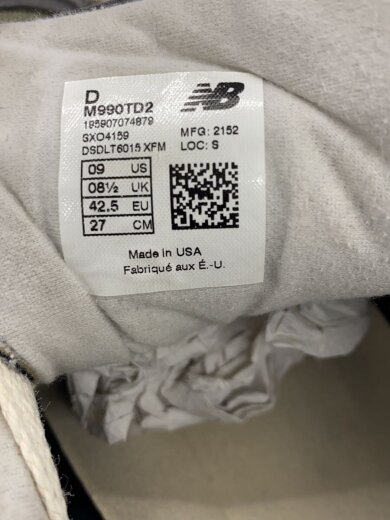 D
M990TD2
NB
195907074879
SXO4159
MFG: 2152
DSDLT6015 XFM
LOC: S
09 US
08½ UK
42.5 EU
27 CM
Made in USA
Fabriqué aux É.-U.